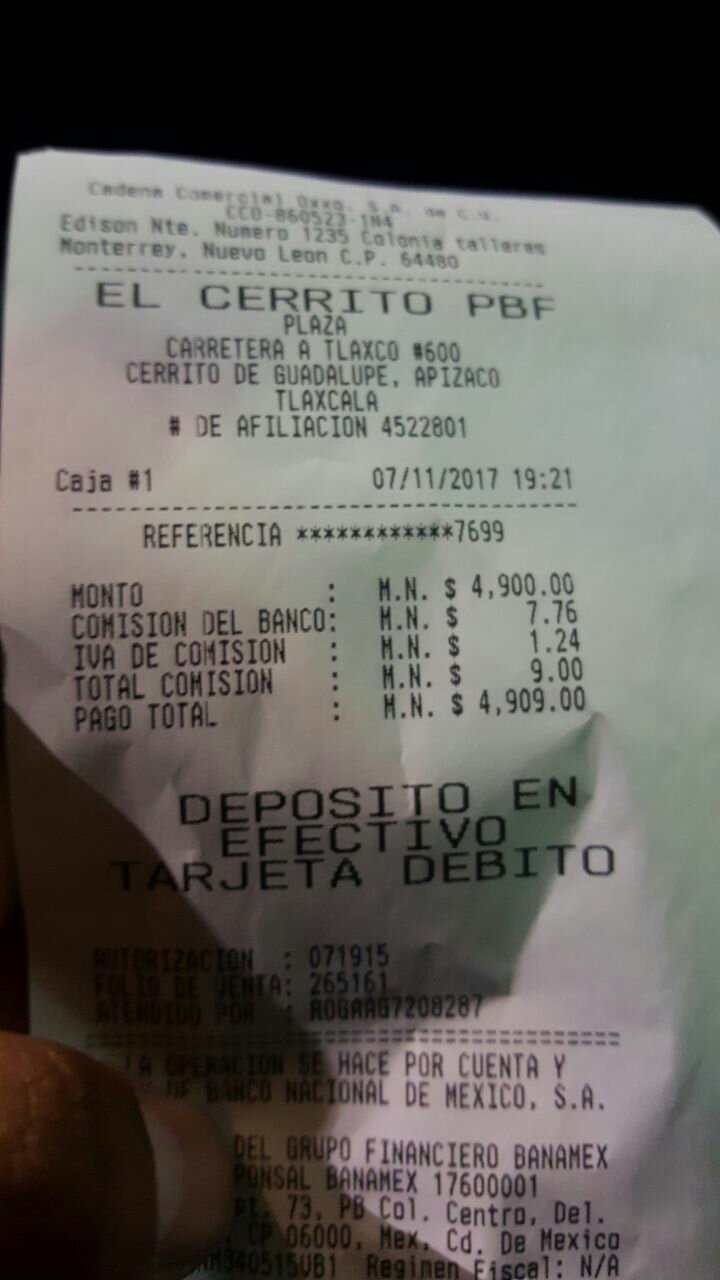 Cadena Comercial Oxxo, S.A. de C.V.
CCO-860523-1N4
Edison Nte. Numero 1235 Colonia talleres
Monterrey, Nuevo Leon C.P. 64480
EL CERRITO PBF
PLAZA
CARRETERA A TLAXCO #600
CERRITO DE GUADALUPE, APIZACO
TLAXCALA
# DE AFILIACION 4522801
Caja #1 07/11/2017 19:21
REFERENCIA ************7699
MONTO : M.N. $ 4,900.00
COMISION DEL BANCO: M.N. $ 7.76
IVA DE COMISION : M.N. $ 1.24
TOTAL COMISION : M.N. $ 9.00
PAGO TOTAL : M.N. $ 4,909.00
DEPOSITO EN
EFECTIVO
TARJETA DEBITO
AUTORIZACION : 071915
FOLIO DE VENTA: 265161
ATENDIDO POR : ROGAAG7208287
LA OPERACION SE HACE POR CUENTA Y
DE BANCO NACIONAL DE MEXICO, S.A.
DEL GRUPO FINANCIERO BANAMEX
BANAMEX 17600001
73, PB Col. Centro, Del.
CP 06000, Mex, Cd. De Mexico
Regimen Fiscal: N/A